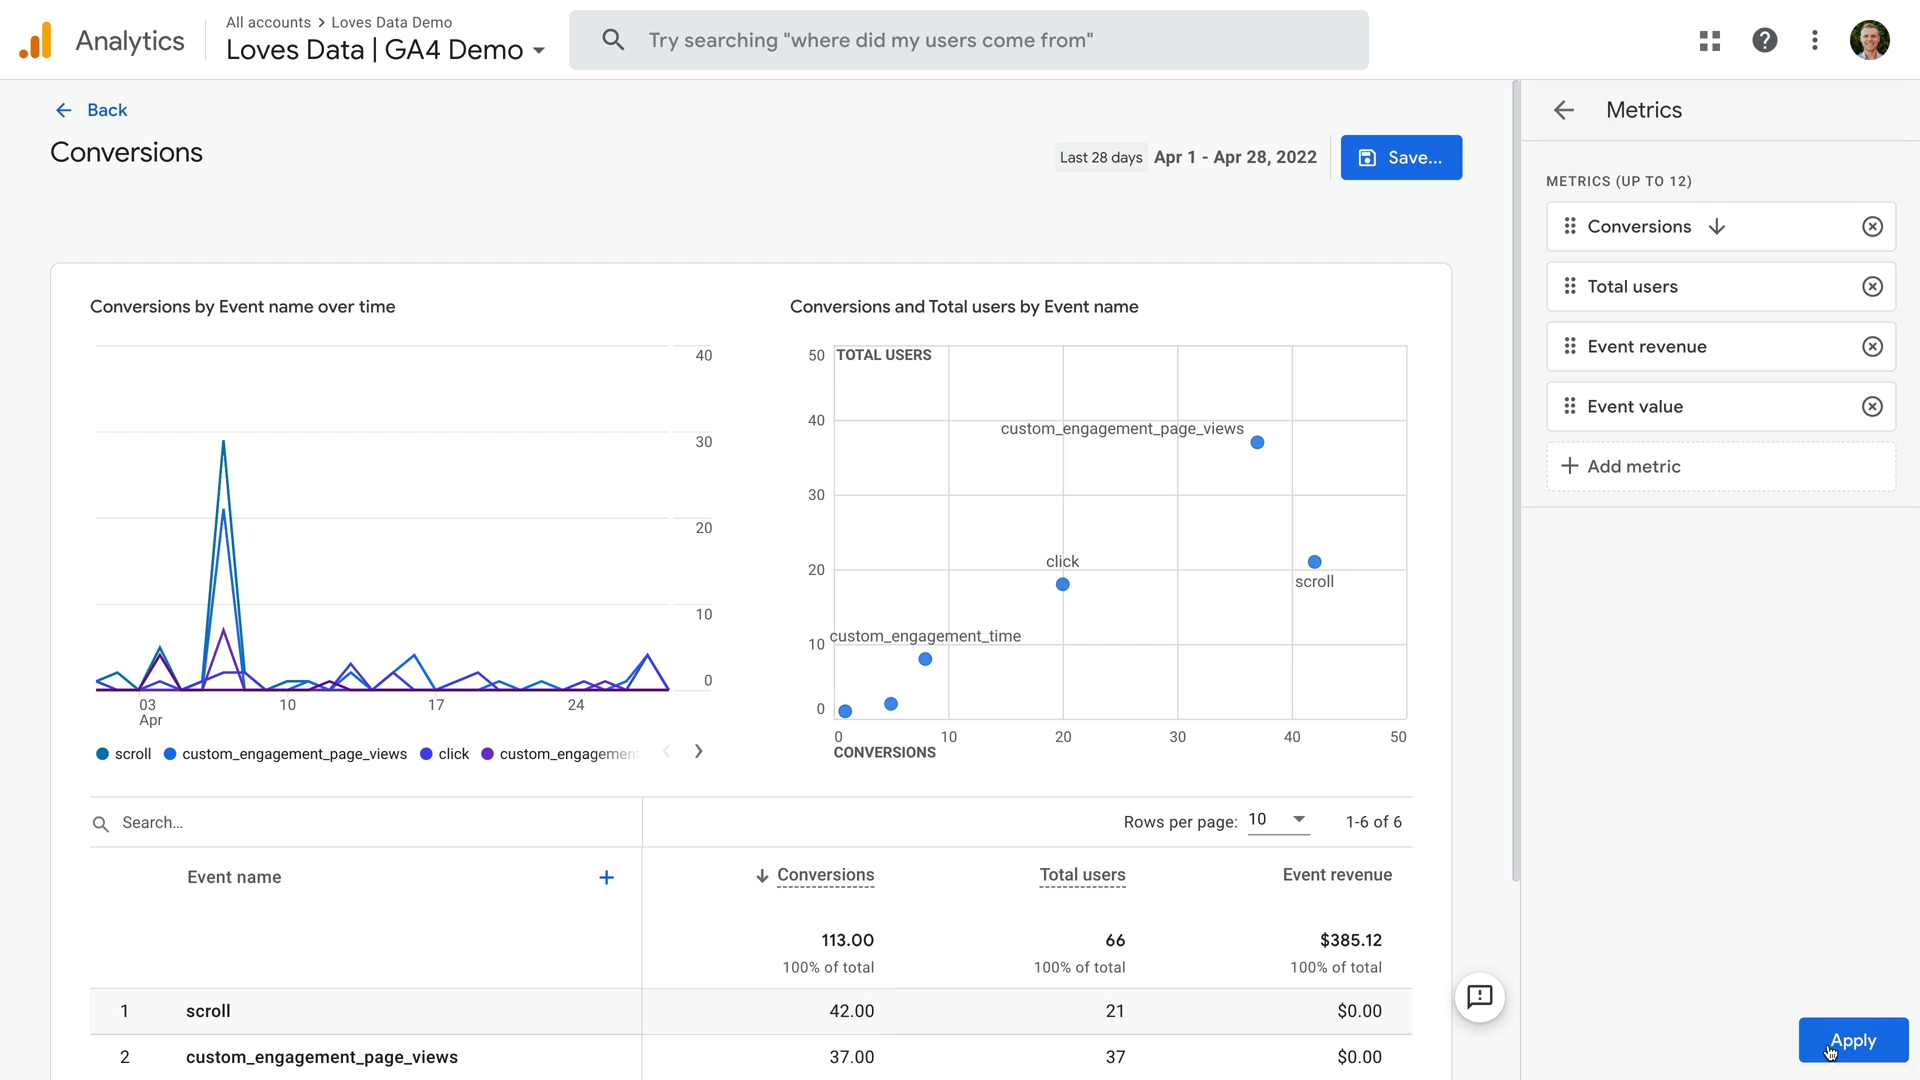 Analytics
All accounts > Loves Data Demo
Loves Data | GA4 Demo
Try searching "where did my users come from"
Back
Conversions
Last 28 days Apr 1 - Apr 28, 2022
Save...
Metrics
METRICS (UP TO 12)
Conversions
Total users
Event revenue
Event value
Add metric
Conversions by Event name over time
40
30
20
10
0
03
Apr
10
17
24
scroll custom_engagement_page_views click custom_engagement
Conversions and Total users by Event name
50 TOTAL USERS
40
30
20
10
0
custom_engagement_page_views
click
scroll
custom_engagement_time
0 10 20 30 40 50
CONVERSIONS
Search...
Rows per page: 10 1-6 of 6
Event name + Conversions Total users Event revenue
113.00 66 $385.12
100% of total 100% of total 100% of total
1 scroll 42.00 21 $0.00
2 custom_engagement_page_views 37.00 37 $0.00
Apply